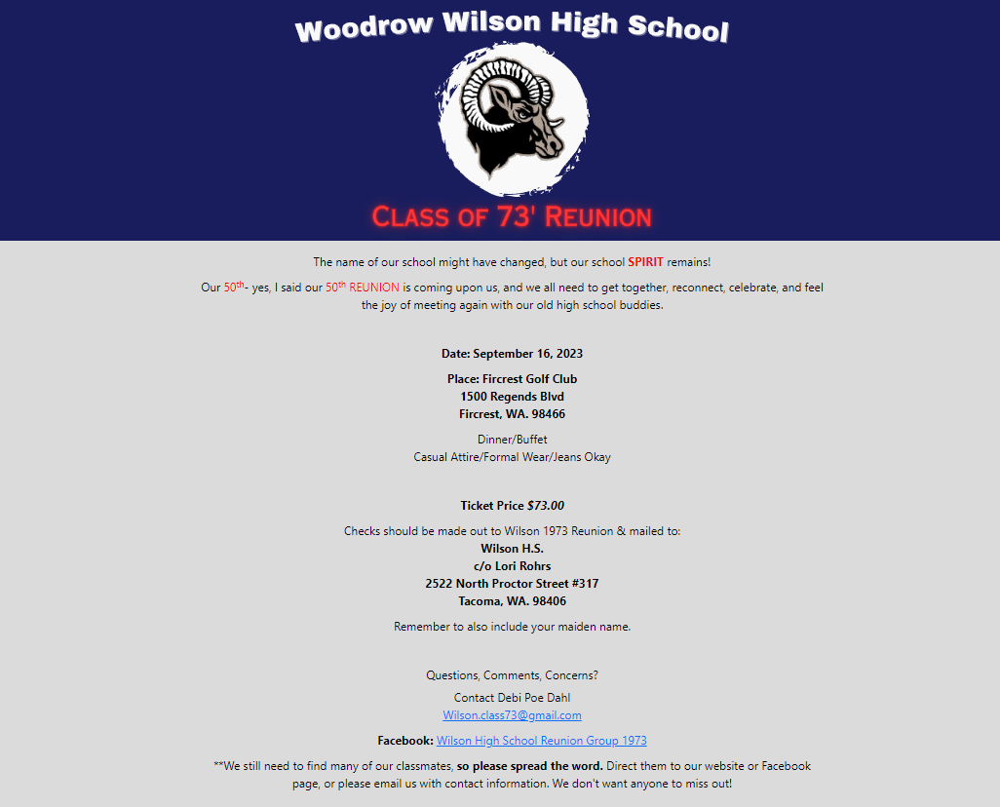 Woodrow Wilson High School
Class of 73' Reunion
The name of our school might have changed, but our school SPIRIT remains!
Our 50th- yes, I said our 50th REUNION is coming upon us, and we all need to get together, reconnect, celebrate, and feel
the joy of meeting again with our old high school buddies.
Date: September 16, 2023
Place: Fircrest Golf Club
1500 Regends Blvd
Fircrest, WA. 98466
Dinner/Buffet
Casual Attire/Formal Wear/Jeans Okay
Ticket Price $73.00
Checks should be made out to Wilson 1973 Reunion & mailed to:
Wilson H.S.
c/o Lori Rohrs
2522 North Proctor Street #317
Tacoma, WA. 98406
Remember to also include your maiden name.
Questions, Comments, Concerns?
Contact Debi Poe Dahl
Wilson.class73@gmail.com
Facebook: Wilson High School Reunion Group 1973
**We still need to find many of our classmates, so please spread the word. Direct them to our website or Facebook
page, or please email us with contact information. We don't want anyone to miss out!